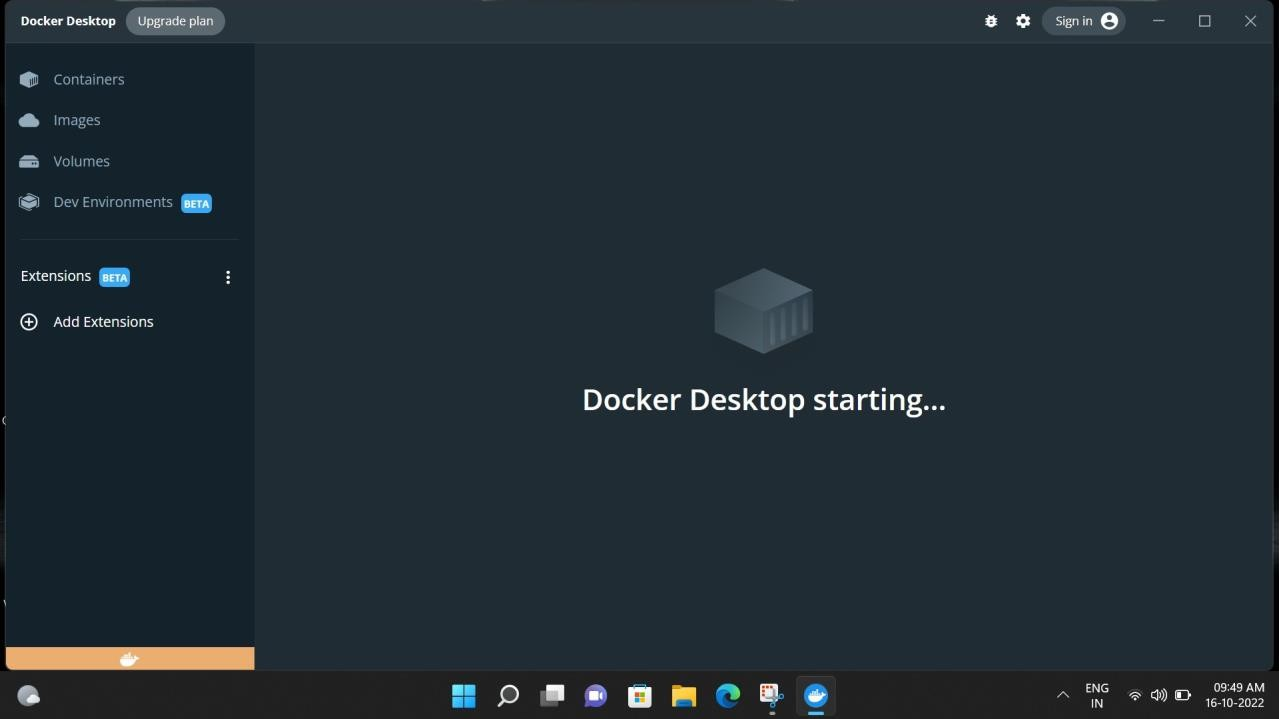 Docker Desktop Upgrade plan Sign in
Containers
Images
Volumes
Dev Environments BETA
Extensions BETA
Add Extensions
Docker Desktop starting...
ENG
IN
09:49 AM
16-10-2022